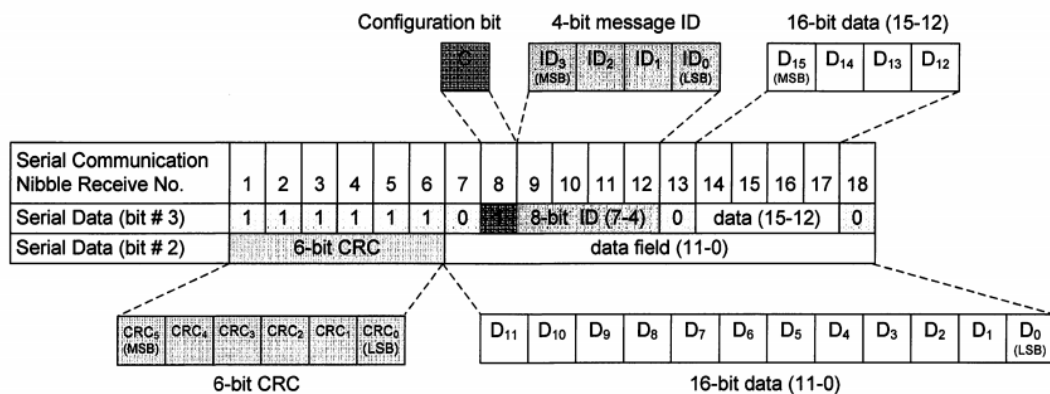 Configuration bit 4-bit message ID 16-bit data (15-12)
C ID3 (MSB) ID2 ID1 ID0 (LSB) D15 (MSB) D14 D13 D12
Serial Communication Nibble Receive No. 1 2 3 4 5 6 7 8 9 10 11 12 13 14 15 16 17 18
Serial Data (bit # 3) 1 1 1 1 1 1 0 1 8-bit ID (7-4) 0 data (15-12) 0
Serial Data (bit # 2) 6-bit CRC data field (11-0)
CRC5 (MSB) CRC4 CRC3 CRC2 CRC1 CRC0 (LSB) D11 D10 D9 D8 D7 D6 D5 D4 D3 D2 D1 D0 (LSB)
6-bit CRC 16-bit data (11-0)